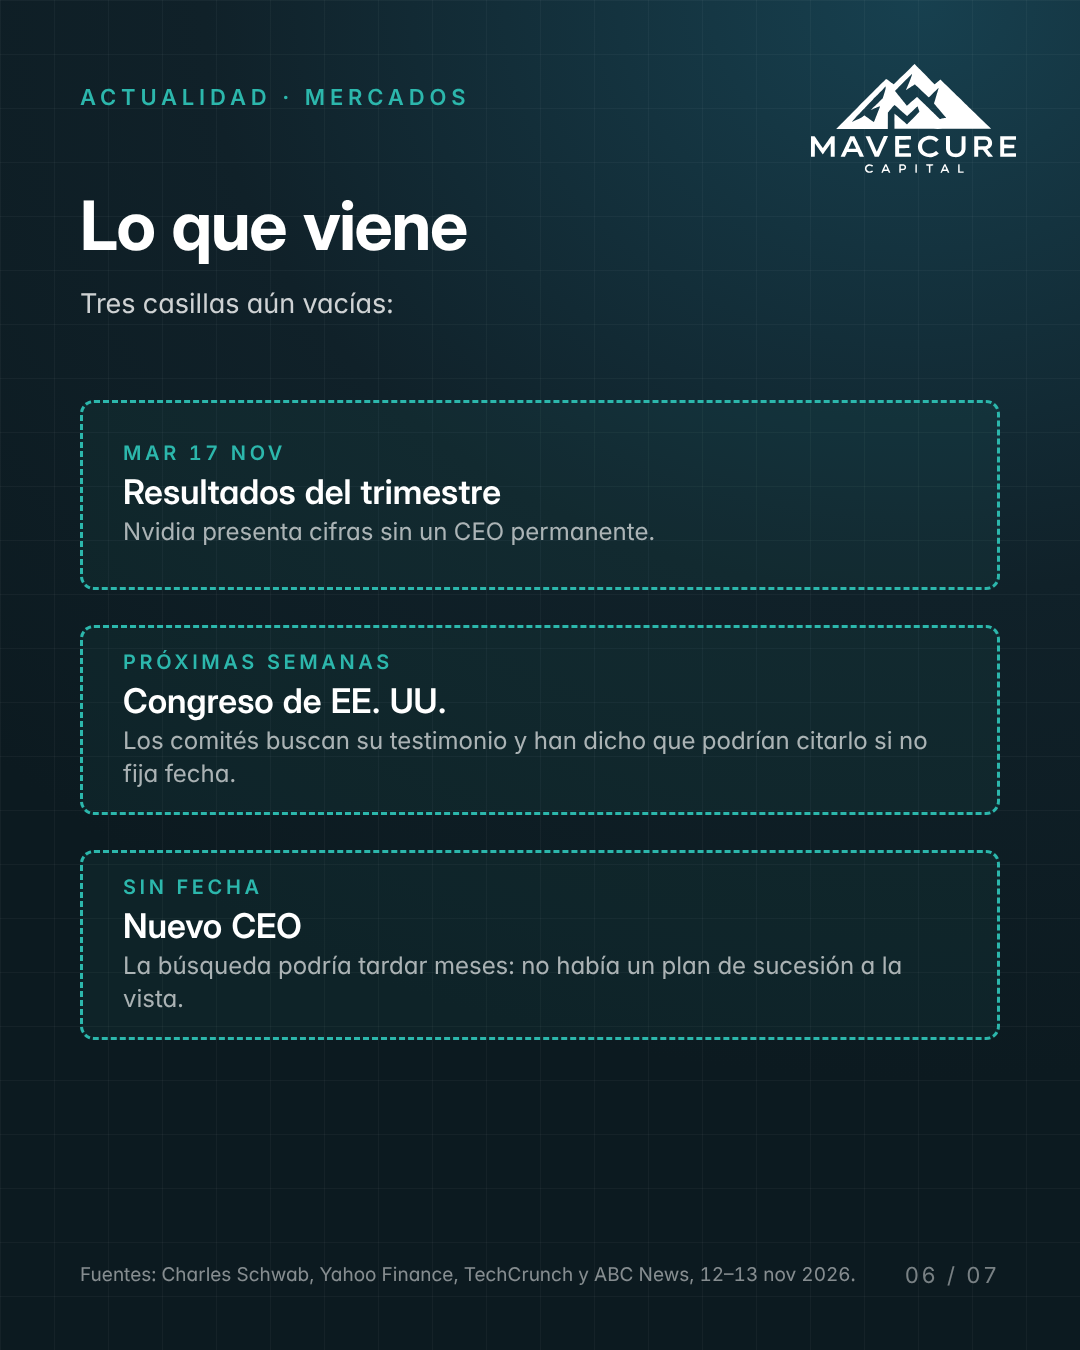 ACTUALIDAD · MERCADOS
MAVECURE
CAPITAL
Lo que viene
Tres casillas aún vacías:
MAR 17 NOV
Resultados del trimestre
Nvidia presenta cifras sin un CEO permanente.
PRÓXIMAS SEMANAS
Congreso de EE. UU.
Los comités buscan su testimonio y han dicho que podrían citarlo si no
fija fecha.
SIN FECHA
Nuevo CEO
La búsqueda podría tardar meses: no había un plan de sucesión a la
vista.
Fuentes: Charles Schwab, Yahoo Finance, TechCrunch y ABC News, 12–13 nov 2026.
06 / 07